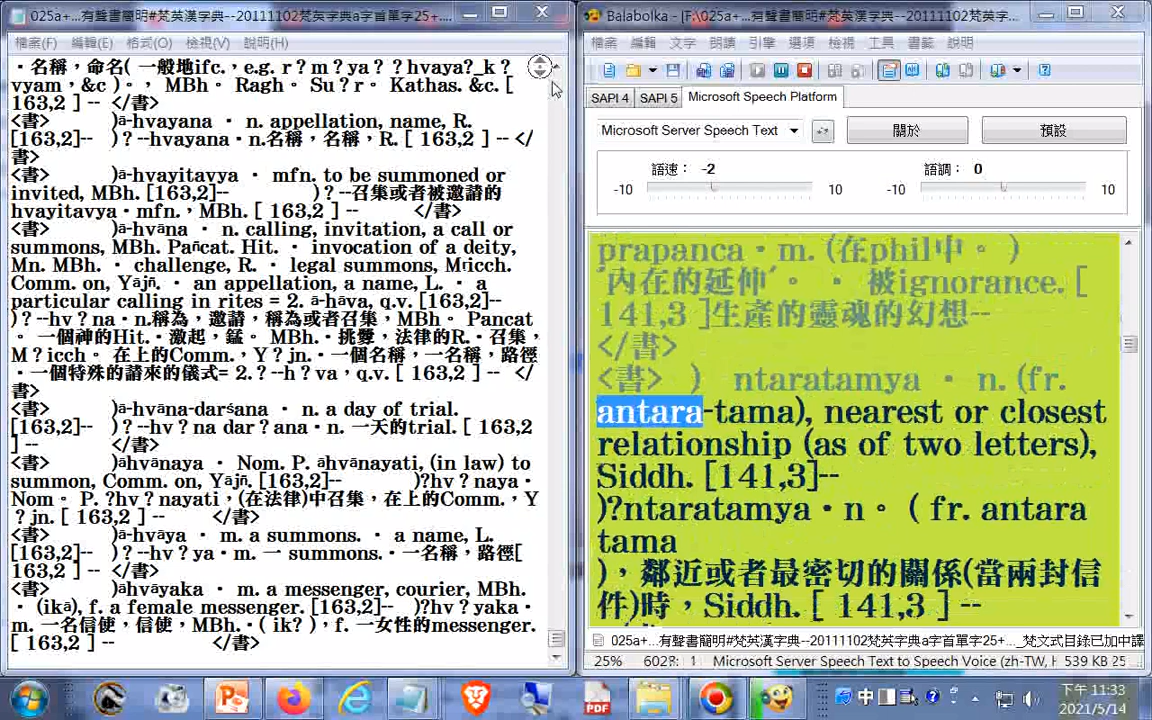 025a+...有聲書簡明#梵英漢字典--20111102梵英字典a字首單字25+...
檔案(F) 編輯(E) 格式(O) 檢視(V) 說明(H)
‧名稱，命名( 一般地ifc.，e.g. r？m？ya？？hvaya?_k？
vyam，&c )。， MBh。 Ragh。 Su？r。 Kathas. &c. [
163,2 ] -- </書>
<書> )ā-hvayana ‧ n. appellation, name, R.
[163,2]-- )？--hvayana‧n.名稱，名稱，R. [ 163,2 ] -- </
書>
<書> )ā-hvayitavya ‧ mfn. to be summoned or
invited, MBh. [163,2]-- )？--召集或者被邀請的
hvayitavya‧mfn.，MBh. [ 163,2 ] -- </書>
<書> )ā-hvāna ‧ n. calling, invitation, a call or
summons, MBh. Pañcat. Hit. ‧ invocation of a deity,
Mn. MBh. ‧ challenge, R. ‧ legal summons, Mṛicch.
Comm. on, Yājñ. ‧ an appellation, a name, L. ‧ a
particular calling in rites = 2. ā-hāva, q.v. [163,2]--
)？--hv？na‧n.稱為，邀請，稱為或者召集，MBh。 Pancat
。 一個神的Hit.‧激起，錳。 MBh.‧挑釁，法律的R.‧召集，
M？icch。 在上的Comm.，Y？jn.‧一個名稱，一名稱，路徑
‧一個特殊的請來的儀式= 2.？--h？va，q.v. [ 163,2 ] -- </
書>
<書> )ā-hvāna-darśana ‧ n. a day of trial.
[163,2]-- )？--hv？na dar？ana‧n. 一天的trial. [ 163,2
] -- </書>
<書> )āhvānaya ‧ Nom. P. āhvānayati, (in law) to
summon, Comm. on, Yājñ. [163,2]-- )?hv？naya‧
Nom。 P. ?hv？nayati，(在法律)中召集，在上的Comm.，Y
？jn. [ 163,2 ] -- </書>
<書> )ā-hvāya ‧ m. a summons. ‧ a name, L.
[163,2]-- )？--hv？ya‧m. 一 summons.‧一名稱，路徑[
163,2 ] -- </書>
<書> )āhvāyaka ‧ m. a messenger, courier, MBh.
‧ (ikā), f. a female messenger. [163,2]-- )?hv？yaka‧
m. 一名信使，信使，MBh.‧( ik？)，f. 一女性的messenger.
[ 163,2 ] -- </書>
Balabolka - [F:\025a+...有聲書簡明#梵英漢字典--20111102梵英字...
檔案 編輯 文字 朗讀 引擎 選項 檢視 工具 書籤 說明
SAPI 4 SAPI 5 Microsoft Speech Platform
Microsoft Server Speech Text 關於 預設
語速： -2 語調： 0
-10 10 -10 10
prapanca‧m. (在phil中。 )
'內在的延伸'。‧被ignorance. [
141,3 ]生產的靈魂的幻想--
</書>
<書> ) ntaratamya ‧ n. (fr.
antara-tama), nearest or closest
relationship (as of two letters),
Siddh. [141,3]--
)?ntaratamya‧n。 ( fr. antara
tama
)，鄰近或者最密切的關係(當兩封信
件)時，Siddh. [ 141,3 ] --
025a+...有聲書簡明#梵英漢字典--20111102梵英字典a字首單字25+..._梵文式目錄已加中譯
25% 6028: 1 Microsoft Server Speech Text to Speech Voice (zh-TW, H 539 KB 25
PDF 中
下午 11:33
2021/5/14